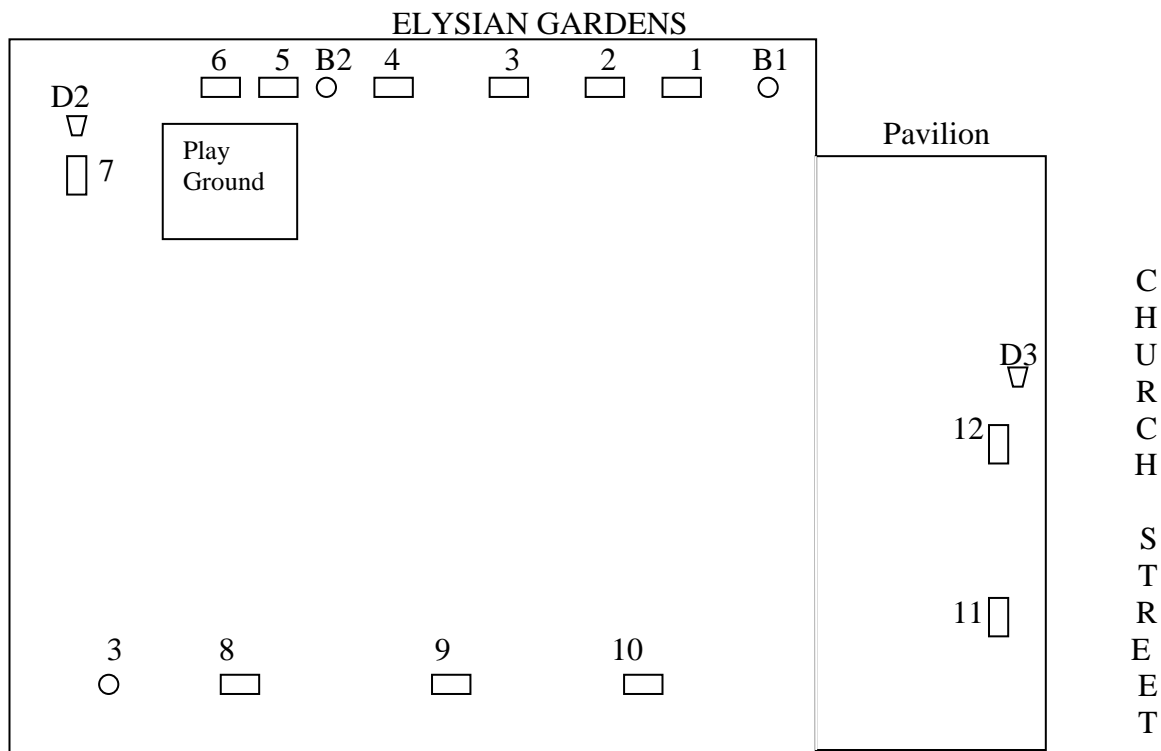 ELYSIAN GARDENS
6 5 B2 4 3 2 1 B1
D2
7
Play
Ground
Pavilion
D3
12
11
3 8 9 10
C
H
U
R
C
H
S
T
R
E
E
T